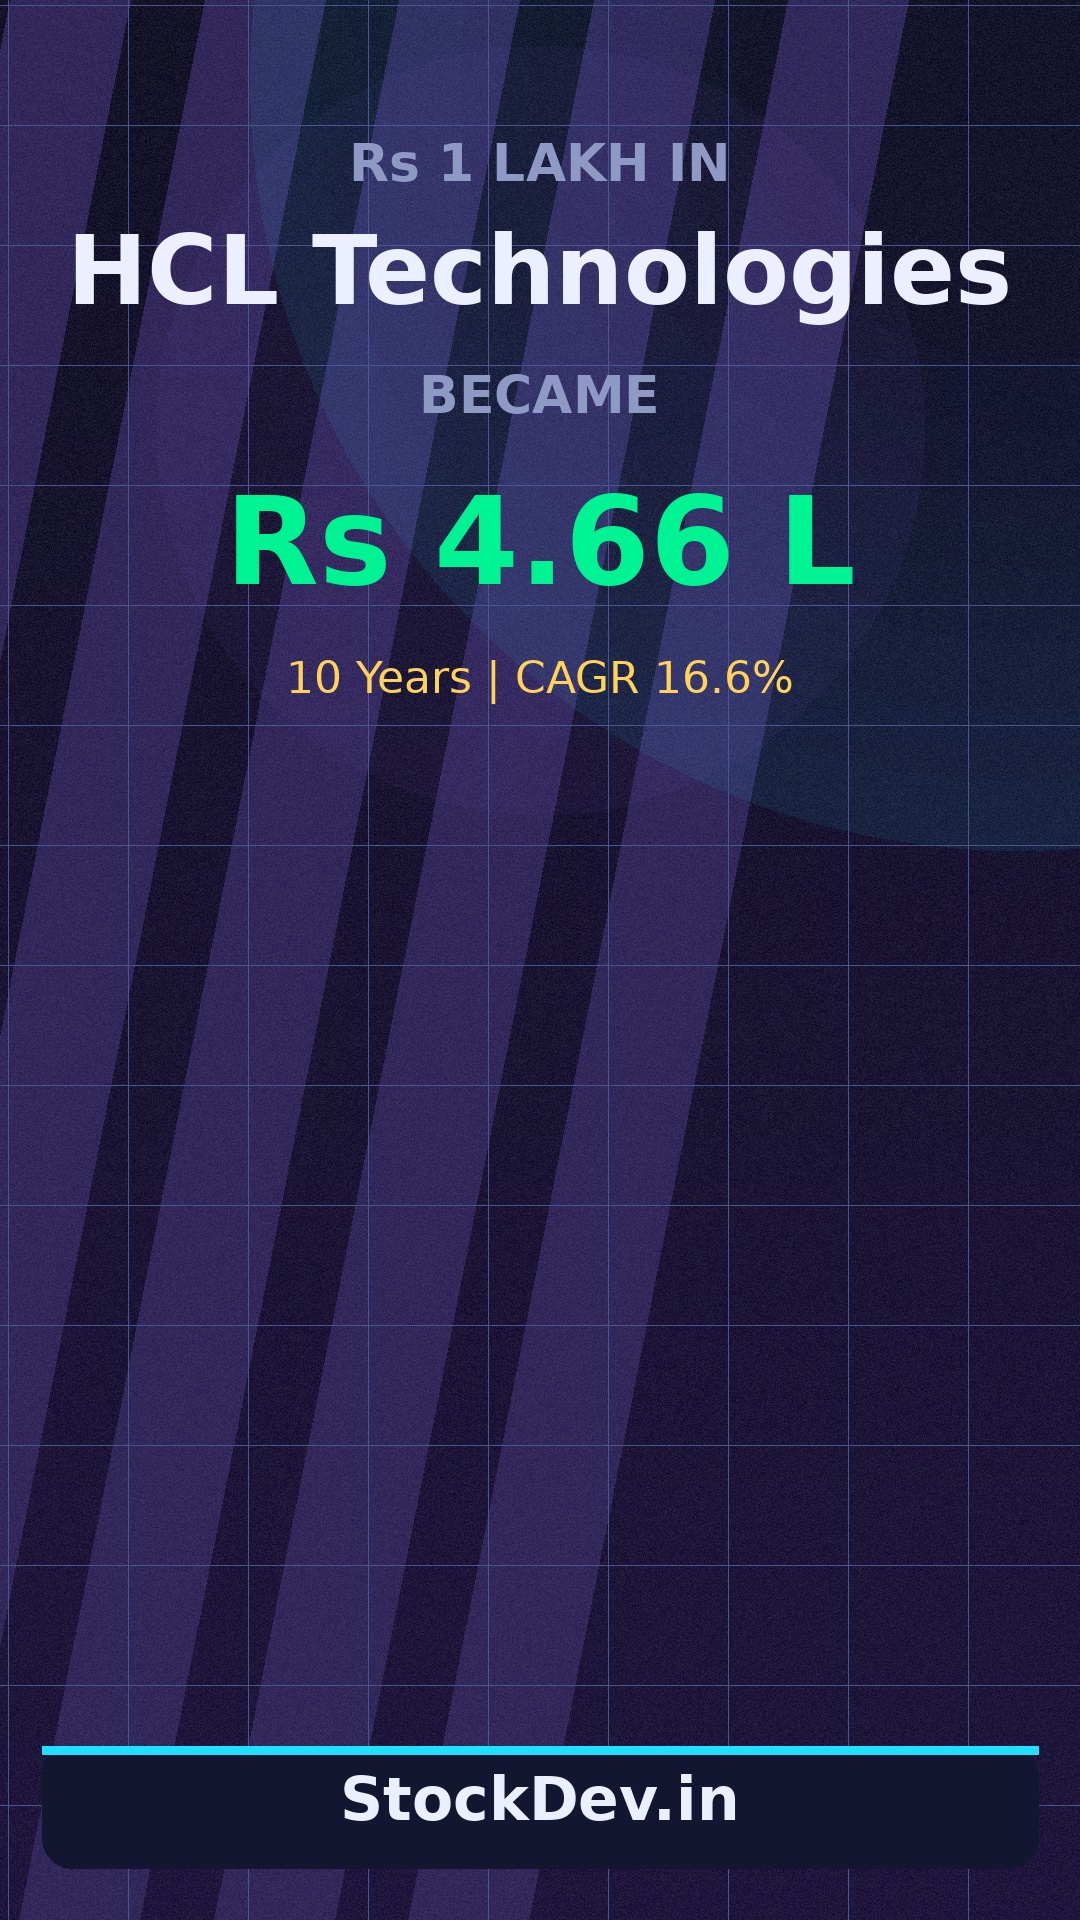 Rs 1 LAKH IN
HCL Technologies
BECAME
Rs 4.66 L
10 Years | CAGR 16.6%
StockDev.in